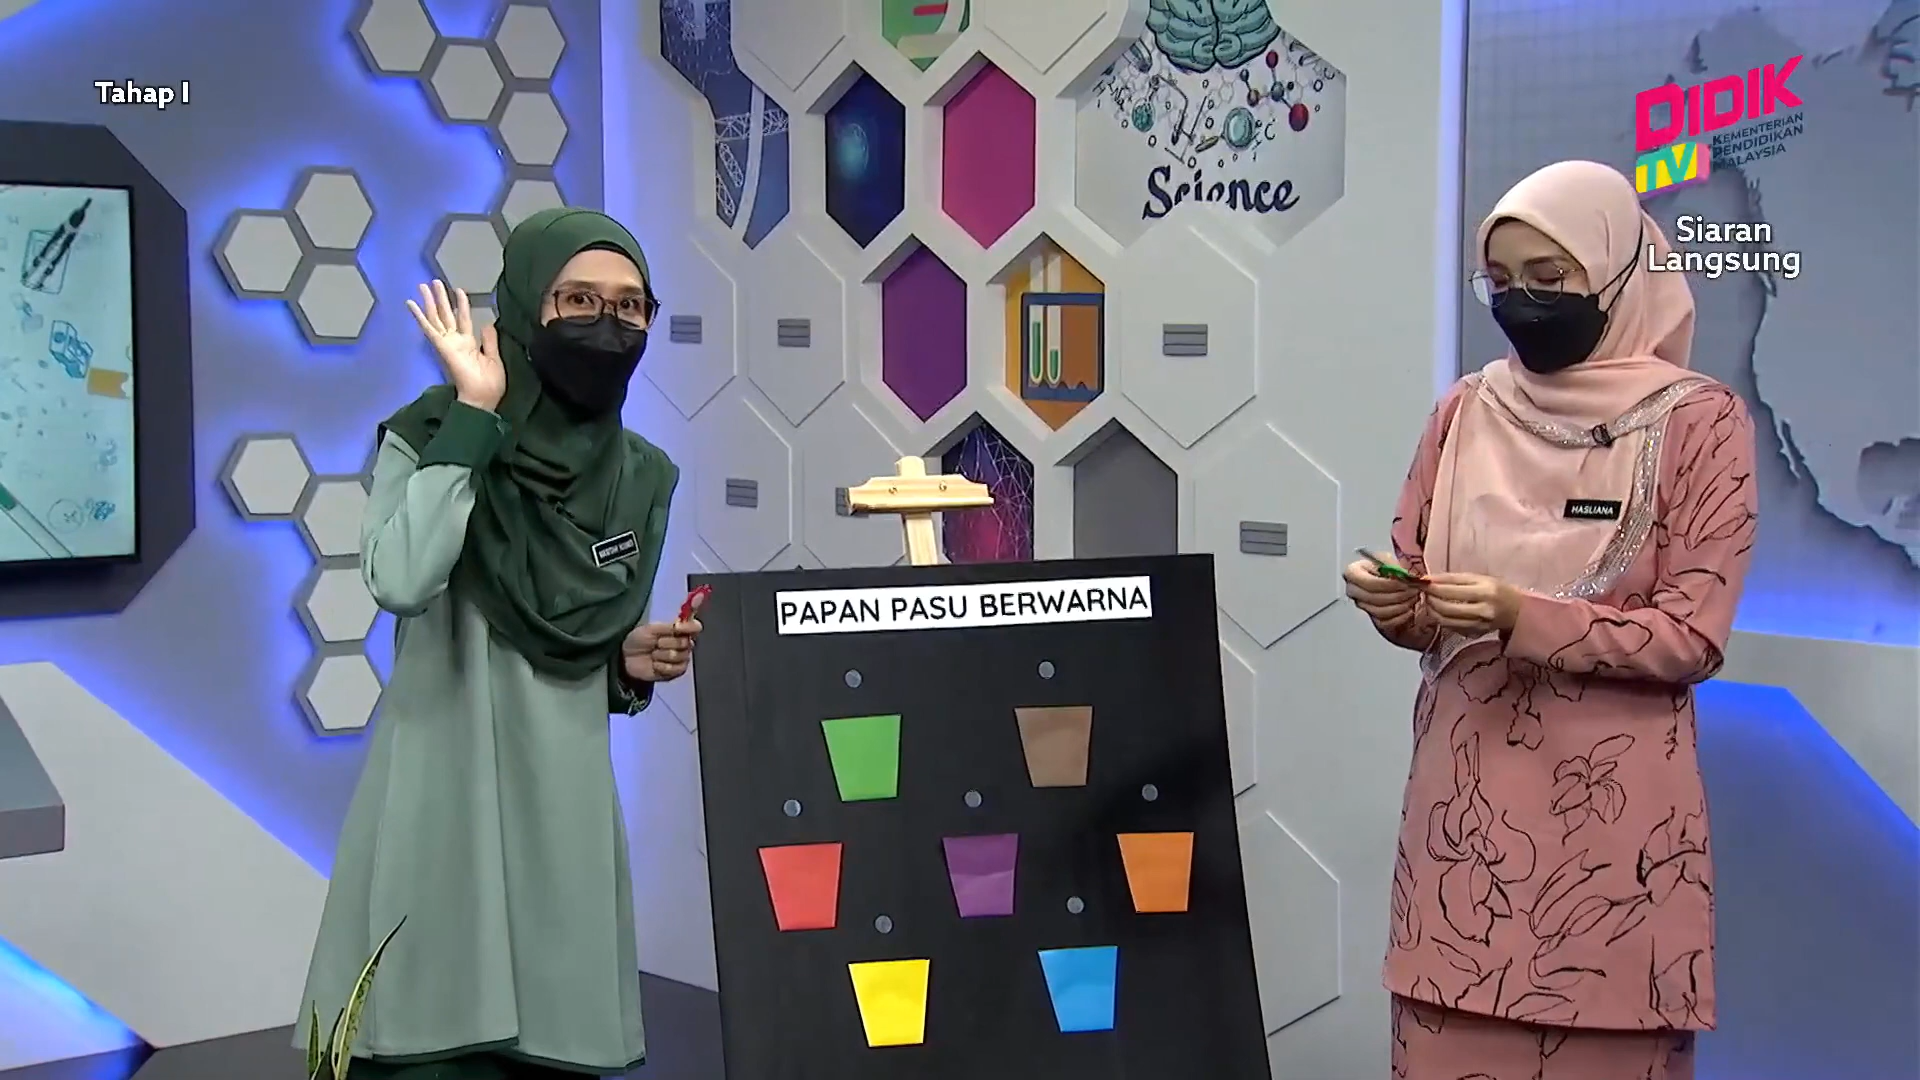 Tahap I
DIDIK
TV
KEMENTERIAN
PENDIDIKAN
MALAYSIA
Siaran
Langsung
Science
HASLIANA
PAPAN PASU BERWARNA